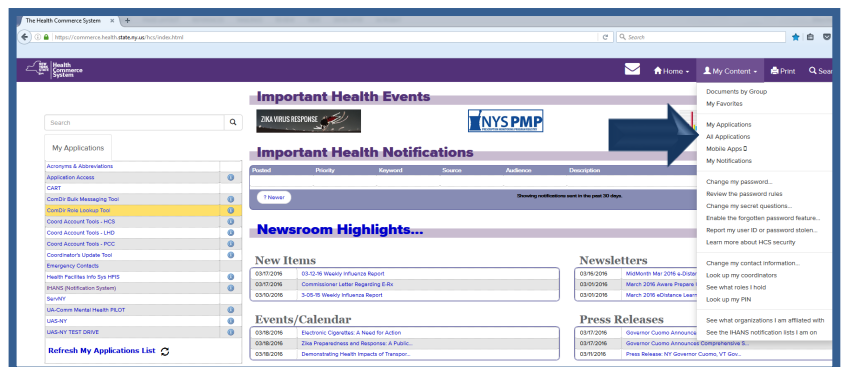 The Health Commerce System
https://commerce.health.state.ny.us/hcs/index.html
Search
Health
Commerce
System
Home
My Content
Print
Documents by Group
My Favorites
My Applications
All Applications
Mobile Apps
My Notifications
Change my password...
Review the password rules
Change my secret questions...
Enable the forgotten password feature...
Report my user ID or password stolen...
Learn more about HCS security
Change my contact information...
Look up my coordinators
See what roles I hold
Look up my PIN
See what organizations I am affliated with
See the IHANS notification lists I am on
Search
My Applications
Acronyms & Abbreviations
Application Access
CART
ComDir Bulk Messaging Tool
ComDir Role Lookup Tool
Coord Account Tools - HCS
Coord Account Tools - LHD
Coord Account Tools - PCC
Coordinator's Update Tool
Emergency Contacts
Health Facilites Info Sys HFIS
IHANS (Notification System)
ServNY
UA-Comm Mental Health PILOT
UAS-NY
UAS-NY TEST DRIVE
Refresh My Applications List
Important Health Events
ZIKA VIRUS RESPONSE
NYS PMP
Important Health Notifications
Posted Priority Keyword Source Audience Description
? Newer
Showing notifications sent in the past 30 days.
Newsroom Highlights...
New Items
03/17/2016 03-12-16 Weekly Influenza Report
03/17/2016 Commissioner Letter Regarding E-Rx
03/10/2016 3-05-16 Weekly Influenza Report
Newsletters
03/16/2016 MidMonth Mar 2016 e-Distan
03/01/2016 March 2016 Aware Prepare
03/01/2016 March 2016 eDistance Learn
Events/Calendar
03/18/2016 Electronic Cigarettes: A Need for Action
03/18/2016 Zika Preparedness and Response: A Public...
03/18/2016 Demonstrating Health Impacts of Transpor...
Press Releases
03/17/2016 Governor Cuomo Announces
03/17/2016 Governor Cuomo Announces Comprehensive S...
03/11/2016 Press Release: NY Governor Cuomo, VT Gov...